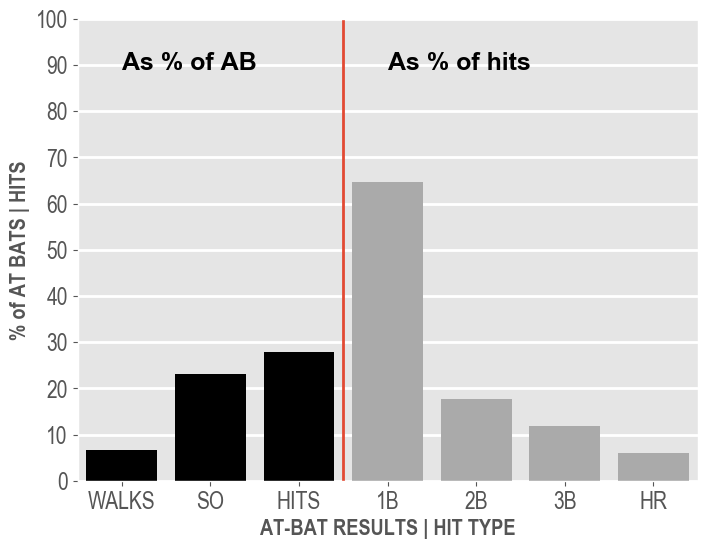 100
90
80
70
60
50
40
30
20
10
0
% of AT BATS | HITS
As % of AB
As % of hits
WALKS SO HITS 1B 2B 3B HR
AT-BAT RESULTS | HIT TYPE